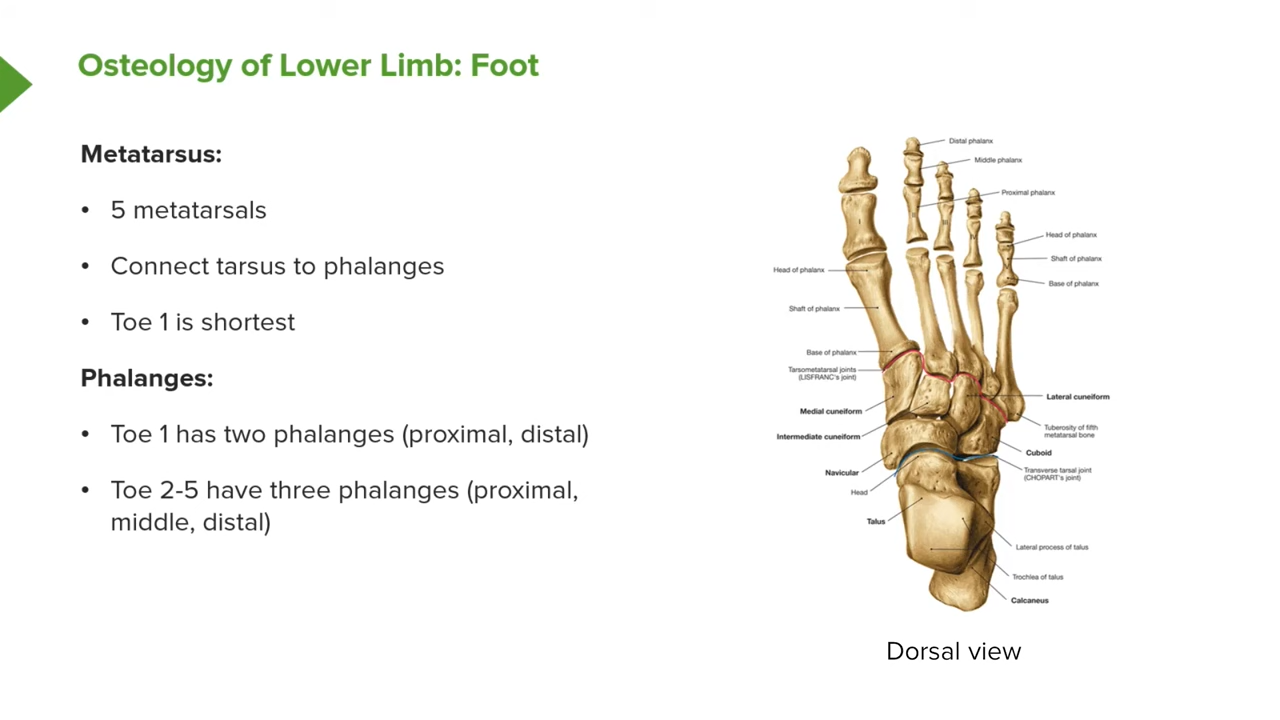 Osteology of Lower Limb: Foot
Metatarsus:
• 5 metatarsals
• Connect tarsus to phalanges
• Toe 1 is shortest
Phalanges:
• Toe 1 has two phalanges (proximal, distal)
• Toe 2-5 have three phalanges (proximal,
middle, distal)
Distal phalanx
Middle phalanx
Proximal phalanx
Head of phalanx
Shaft of phalanx
Base of phalanx
Head of phalanx
Shaft of phalanx
Base of phalanx
Tarsometatarsal joints
(LISFRANC's joint)
Medial cuneiform
Intermediate cuneiform
Navicular
Head
Talus
Lateral cuneiform
Tuberosity of fifth
metatarsal bone
Cuboid
Transverse tarsal joint
(CHOPART's joint)
Lateral process of talus
Trochlea of talus
Calcaneus
Dorsal view